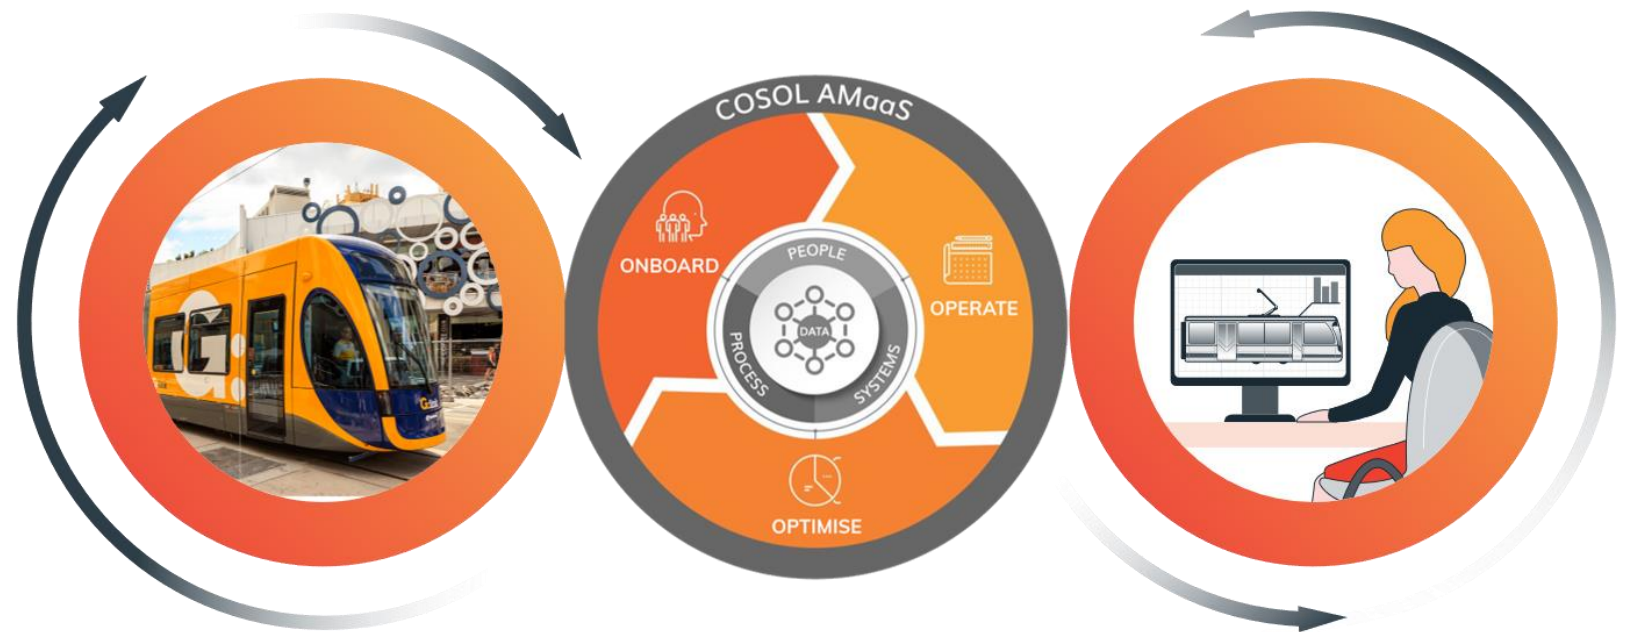 COSOL AMaaS
ONBOARD
OPERATE
OPTIMISE
PEOPLE
PROCESS
SYSTEMS
DATA
G: